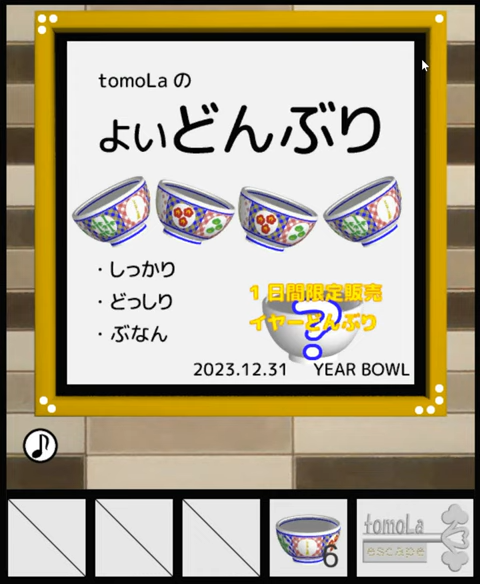 tomoLa の
よいどんぶり
・しっかり
・どっしり
・ぶなん
1日間限定販売
イヤーどんぶり
?
2023.12.31 YEAR BOWL
6
tomoLa
escape